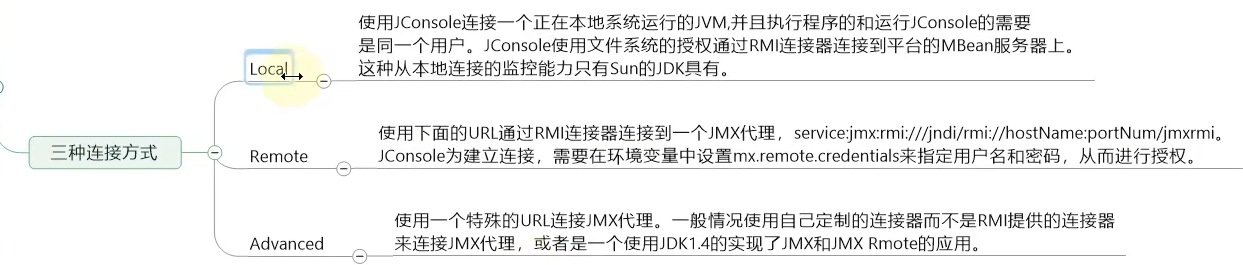 使用JConsole连接一个正在本地系统运行的JVM,并且执行程序的和运行JConsole的需要
是同一个用户。JConsole使用文件系统的授权通过RMI连接器连接到平台的MBean服务器上。
这种从本地连接的监控能力只有Sun的JDK具有。
Local
三种连接方式
使用下面的URL通过RMI连接器连接到一个JMX代理，service:jmx:rmi:///jndi/rmi://hostName:portNum/jmxrmi。
JConsole为建立连接，需要在环境变量中设置mx.remote.credentials来指定用户名和密码，从而进行授权。
Remote
使用一个特殊的URL连接JMX代理。一般情况使用自己定制的连接器而不是RMI提供的连接器
来连接JMX代理，或者是一个使用JDK1.4的实现了JMX和JMX Rmote的应用。
Advanced